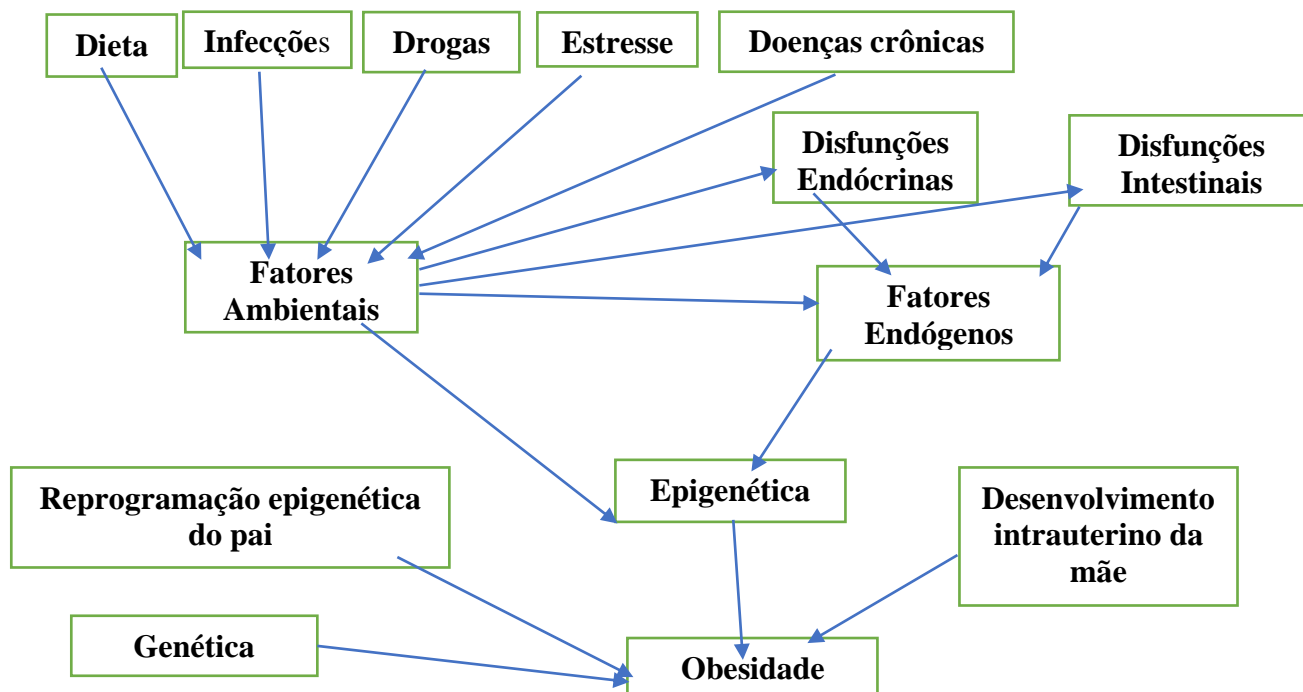 Dieta
Infecções
Drogas
Estresse
Doenças crônicas
Disfunções
Endócrinas
Disfunções
Intestinais
Fatores
Ambientais
Fatores
Endógenos
Reprogramação epigenética
do pai
Epigenética
Desenvolvimento
intrauterino da
mãe
Genética
Obesidade